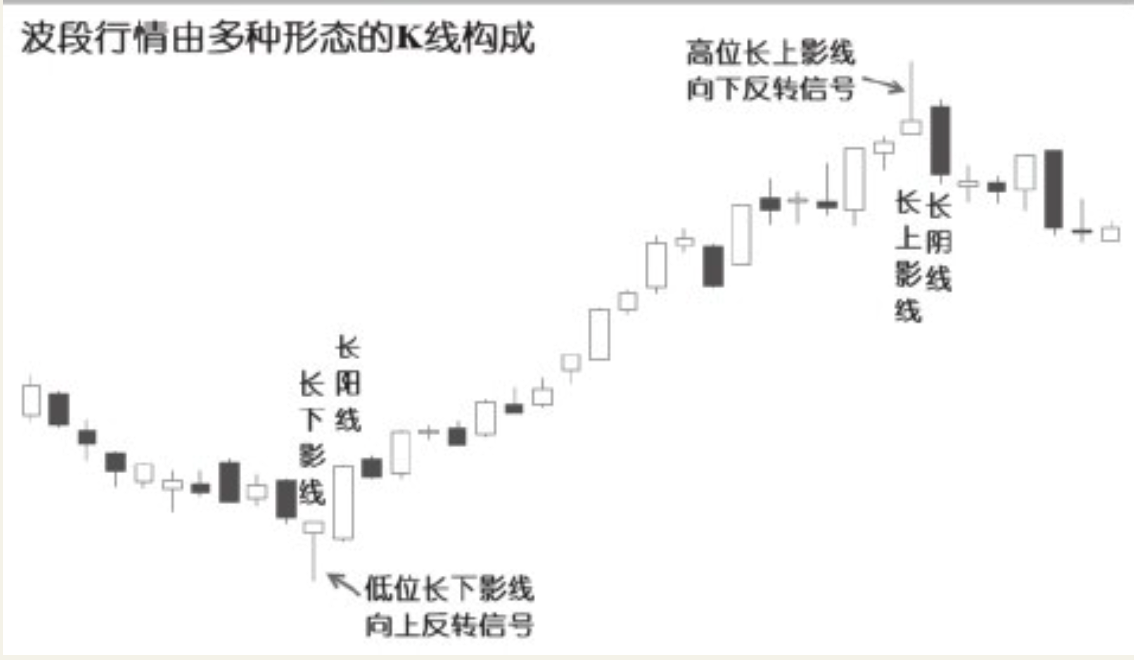 波段行情由多种形态的K线构成
高位长上影线
向下反转信号
长上影线
长阴线
长阳线
长下影线
低位长下影线
向上反转信号